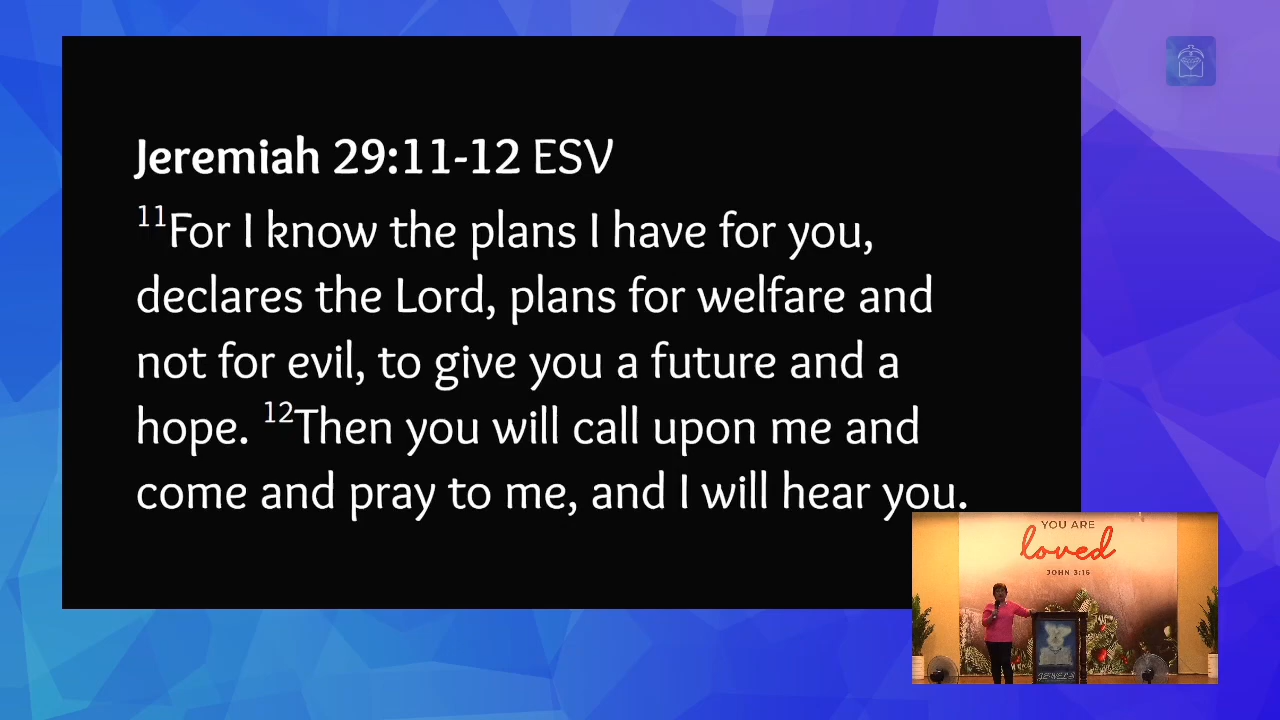 Jeremiah 29:11-12 ESV
11For I know the plans I have for you,
declares the Lord, plans for welfare and
not for evil, to give you a future and a
hope. 12Then you will call upon me and
come and pray to me, and I will hear you.
YOU ARE
loved
JOHN 3:16
JEWELS